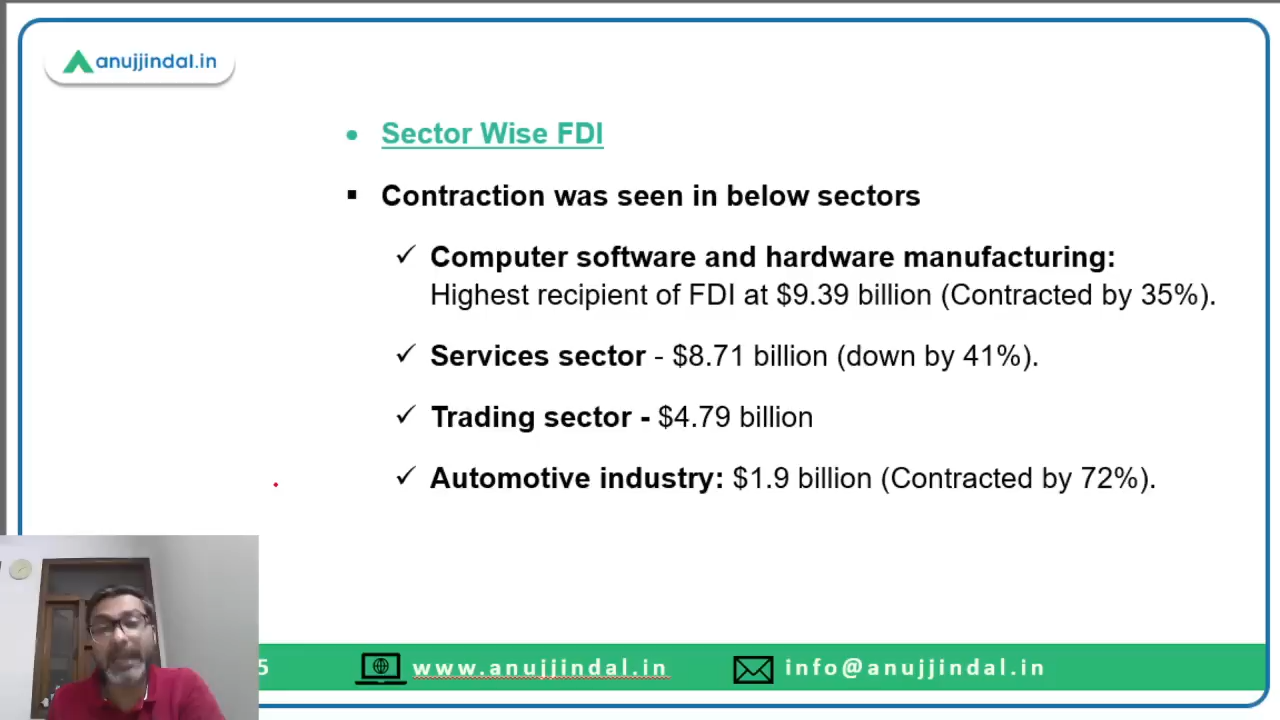 anujjindal.in
Sector Wise FDI
Contraction was seen in below sectors
Computer software and hardware manufacturing:
Highest recipient of FDI at $9.39 billion (Contracted by 35%).
Services sector - $8.71 billion (down by 41%).
Trading sector - $4.79 billion
Automotive industry: $1.9 billion (Contracted by 72%).
5 www.anujjindal.in info@anujjindal.in